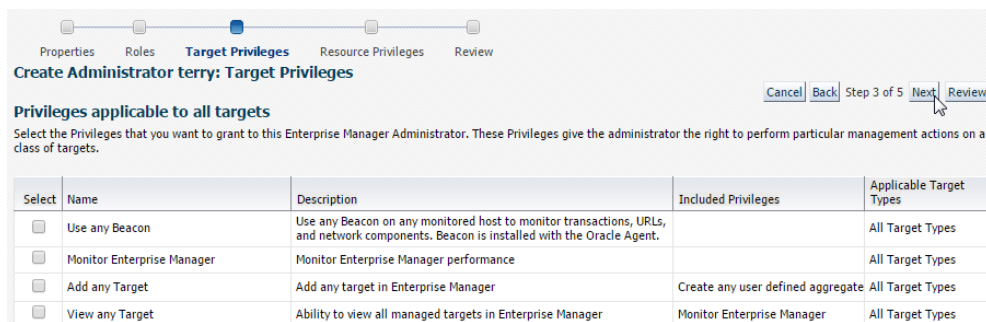 Properties Roles Target Privileges Resource Privileges Review
Create Administrator terry: Target Privileges
Cancel Back Step 3 of 5 Next Review
Privileges applicable to all targets
Select the Privileges that you want to grant to this Enterprise Manager Administrator. These Privileges give the administrator the right to perform particular management actions on a
class of targets.
Select Name Description Included Privileges Applicable Target Types
Use any Beacon Use any Beacon on any monitored host to monitor transactions, URLs, and network components. Beacon is installed with the Oracle Agent. All Target Types
Monitor Enterprise Manager Monitor Enterprise Manager performance All Target Types
Add any Target Add any target in Enterprise Manager Create any user defined aggregate All Target Types
View any Target Ability to view all managed targets in Enterprise Manager Monitor Enterprise Manager All Target Types